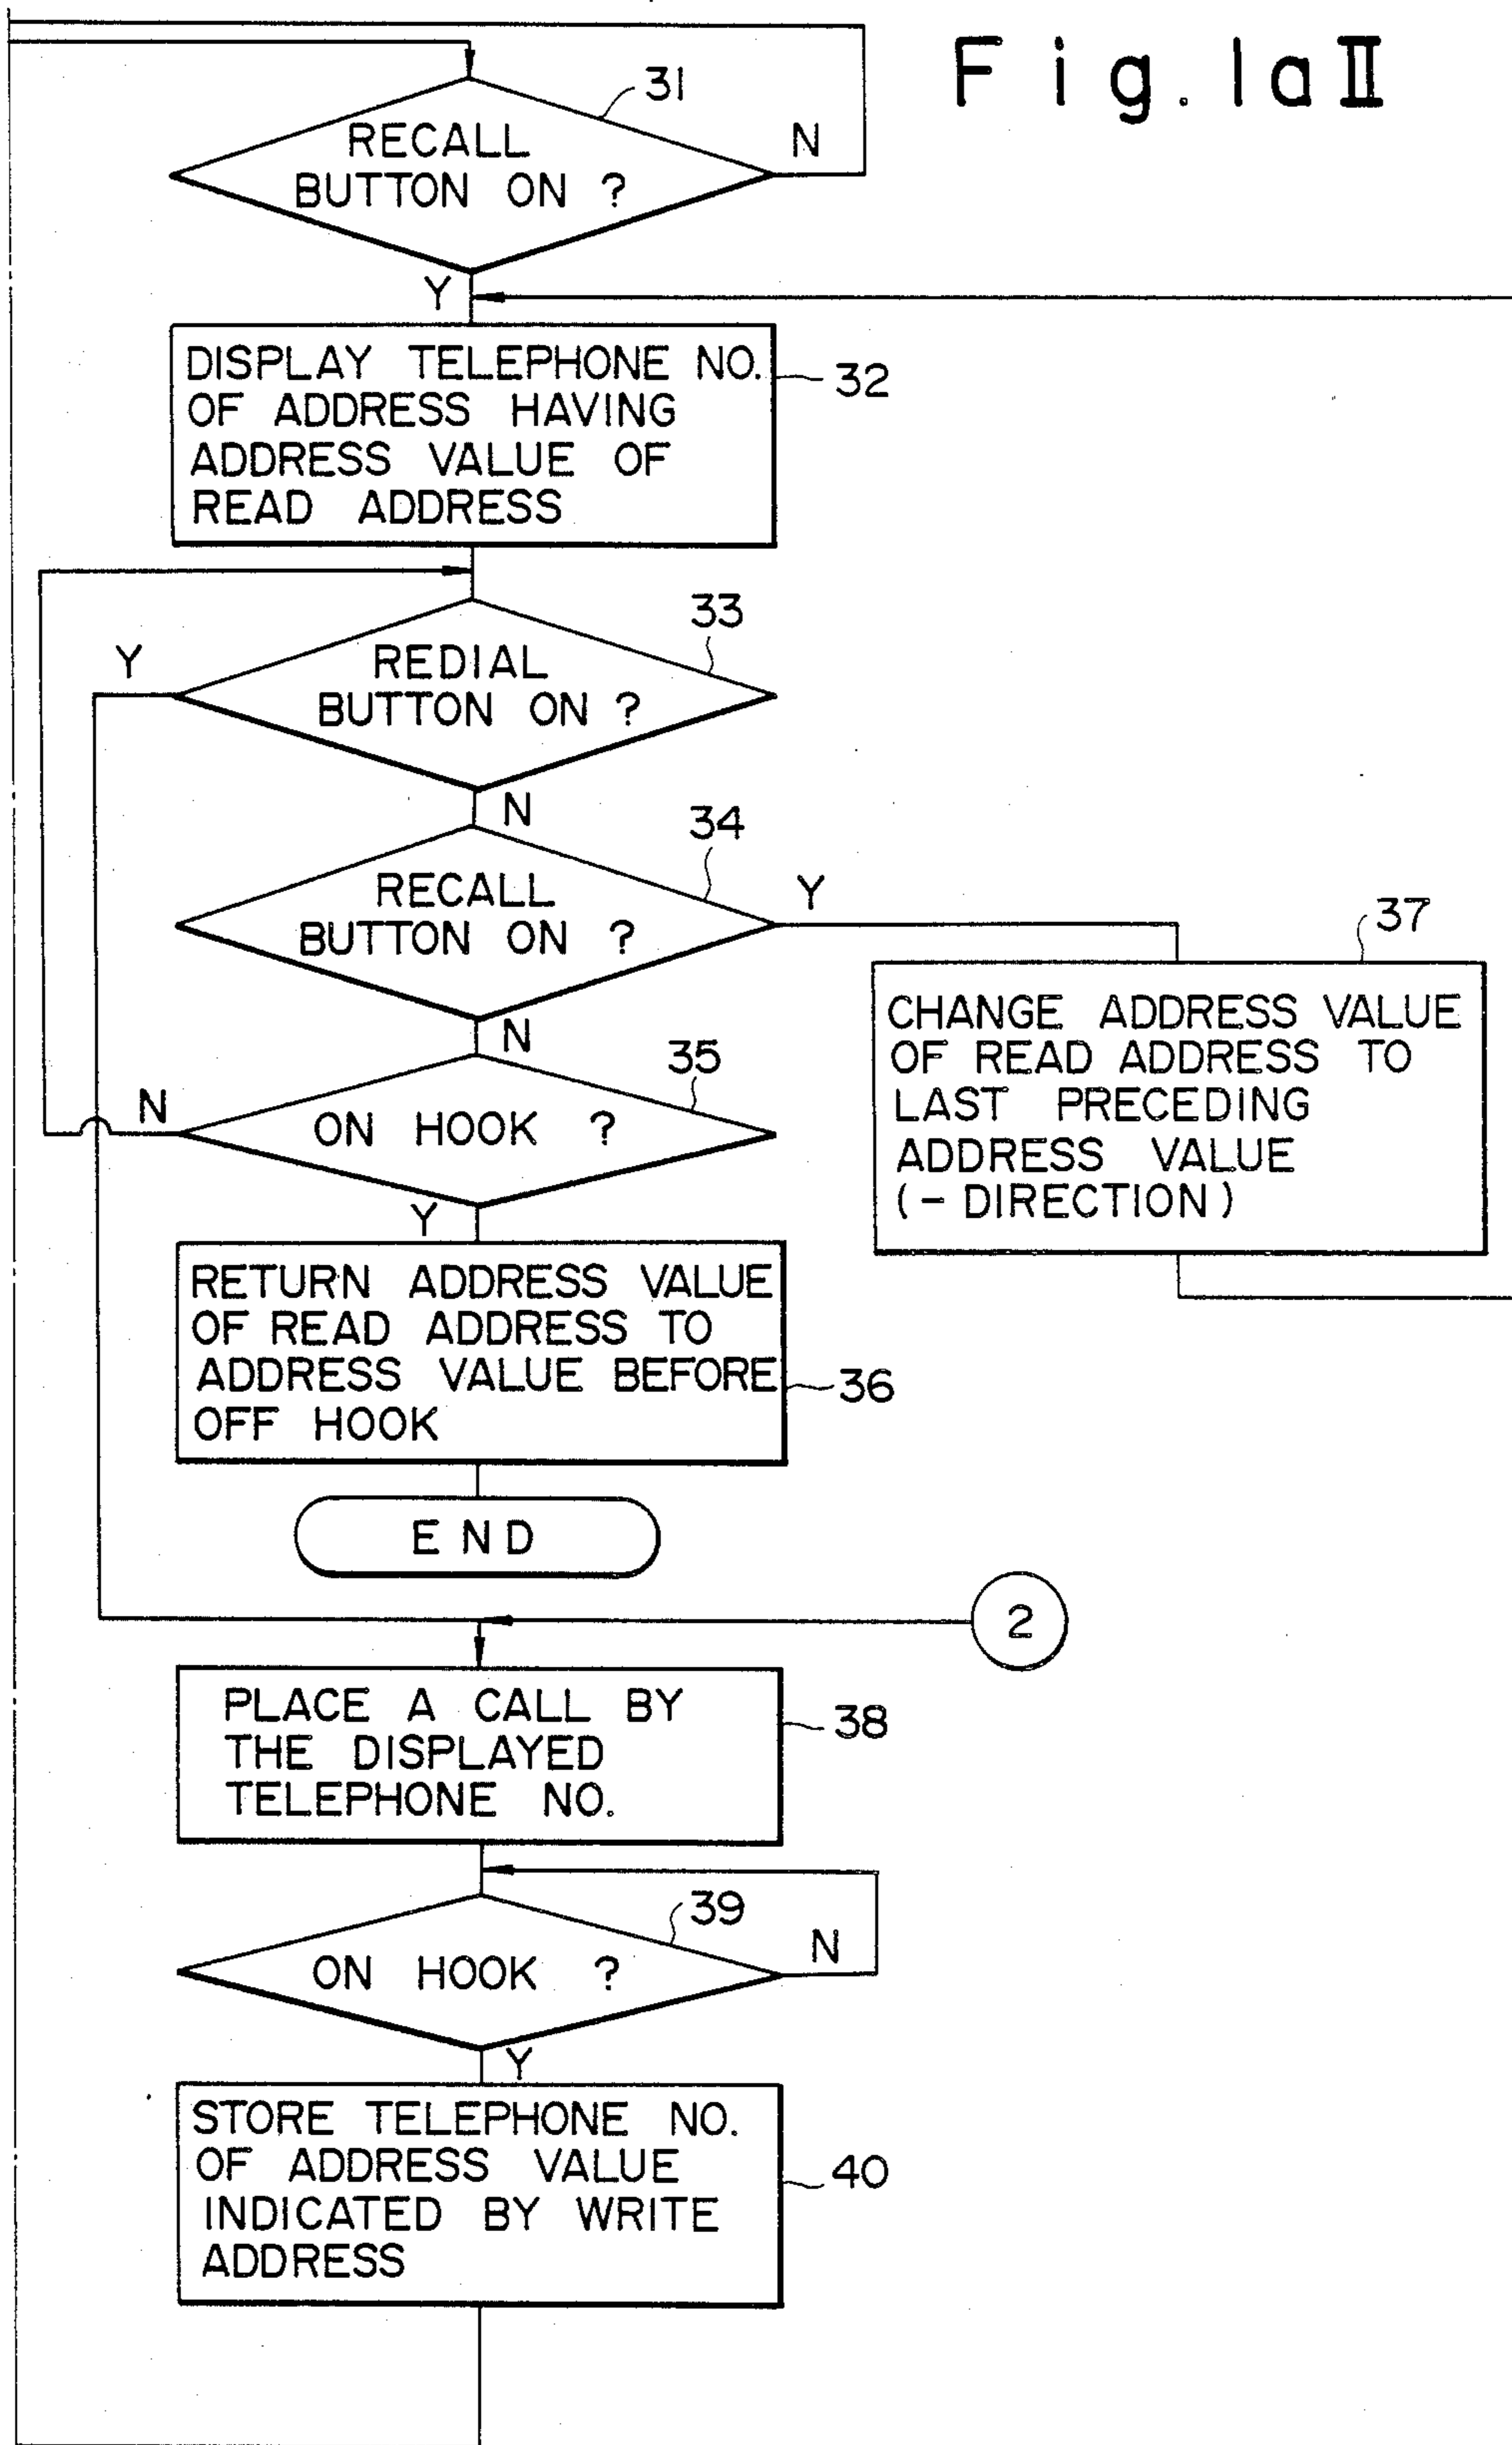 Fig. 1a II
31
RECALL
BUTTON ON ?
N
Y
DISPLAY TELEPHONE NO.
OF ADDRESS HAVING
ADDRESS VALUE OF
READ ADDRESS
32
33
Y
REDIAL
BUTTON ON ?
N
34
RECALL
BUTTON ON ?
Y
37
CHANGE ADDRESS VALUE
OF READ ADDRESS TO
LAST PRECEDING
ADDRESS VALUE
(- DIRECTION)
N
35
N
ON HOOK ?
Y
RETURN ADDRESS VALUE
OF READ ADDRESS TO
ADDRESS VALUE BEFORE
OFF HOOK
36
END
2
PLACE A CALL BY
THE DISPLAYED
TELEPHONE NO.
38
39
ON HOOK ?
N
Y
STORE TELEPHONE NO.
OF ADDRESS VALUE
INDICATED BY WRITE
ADDRESS
40